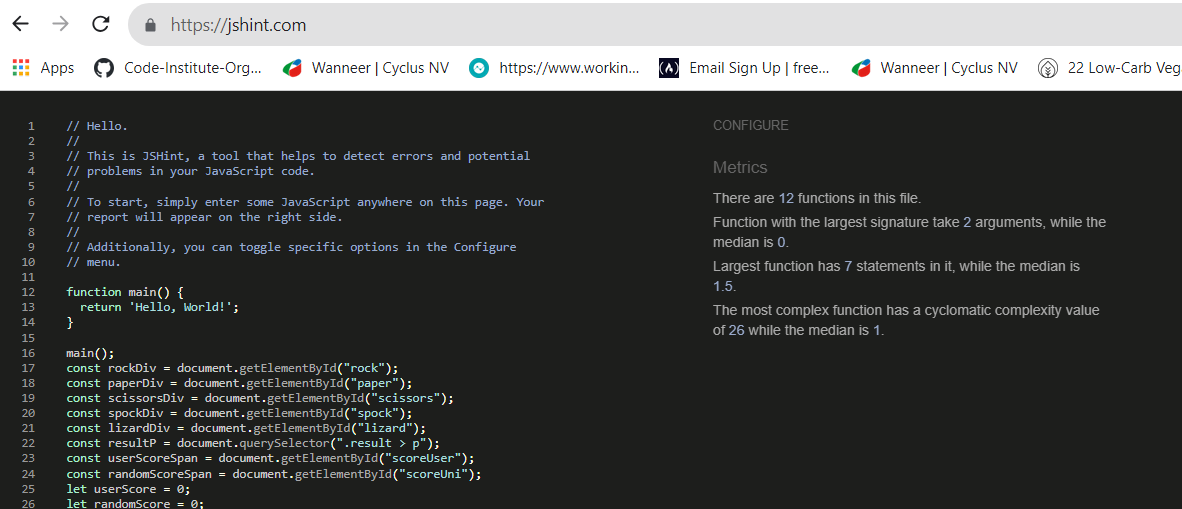 https://jshint.com
Apps Code-Institute-Org... Wanneer | Cyclus NV https://www.workin... Email Sign Up | free... Wanneer | Cyclus NV 22 Low-Carb Veg
1 // Hello.
2 //
3 // This is JSHint, a tool that helps to detect errors and potential
4 // problems in your JavaScript code.
5 //
6 // To start, simply enter some JavaScript anywhere on this page. Your
7 // report will appear on the right side.
8 //
9 // Additionally, you can toggle specific options in the Configure
10 // menu.
11
12 function main() {
13   return 'Hello, World!';
14 }
15
16 main();
17 const rockDiv = document.getElementById("rock");
18 const paperDiv = document.getElementById("paper");
19 const scissorsDiv = document.getElementById("scissors");
20 const spockDiv = document.getElementById("spock");
21 const lizardDiv = document.getElementById("lizard");
22 const resultP = document.querySelector(".result > p");
23 const userScoreSpan = document.getElementById("scoreUser");
24 const randomScoreSpan = document.getElementById("scoreUni");
25 let userScore = 0;
26 let randomScore = 0;
CONFIGURE
Metrics
There are 12 functions in this file.
Function with the largest signature take 2 arguments, while the
median is 0.
Largest function has 7 statements in it, while the median is
1.5.
The most complex function has a cyclomatic complexity value
of 26 while the median is 1.